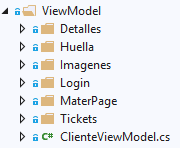 ViewModel
Detalles
Huella
Imagenes
Login
MaterPage
Tickets
C# ClienteViewModel.cs